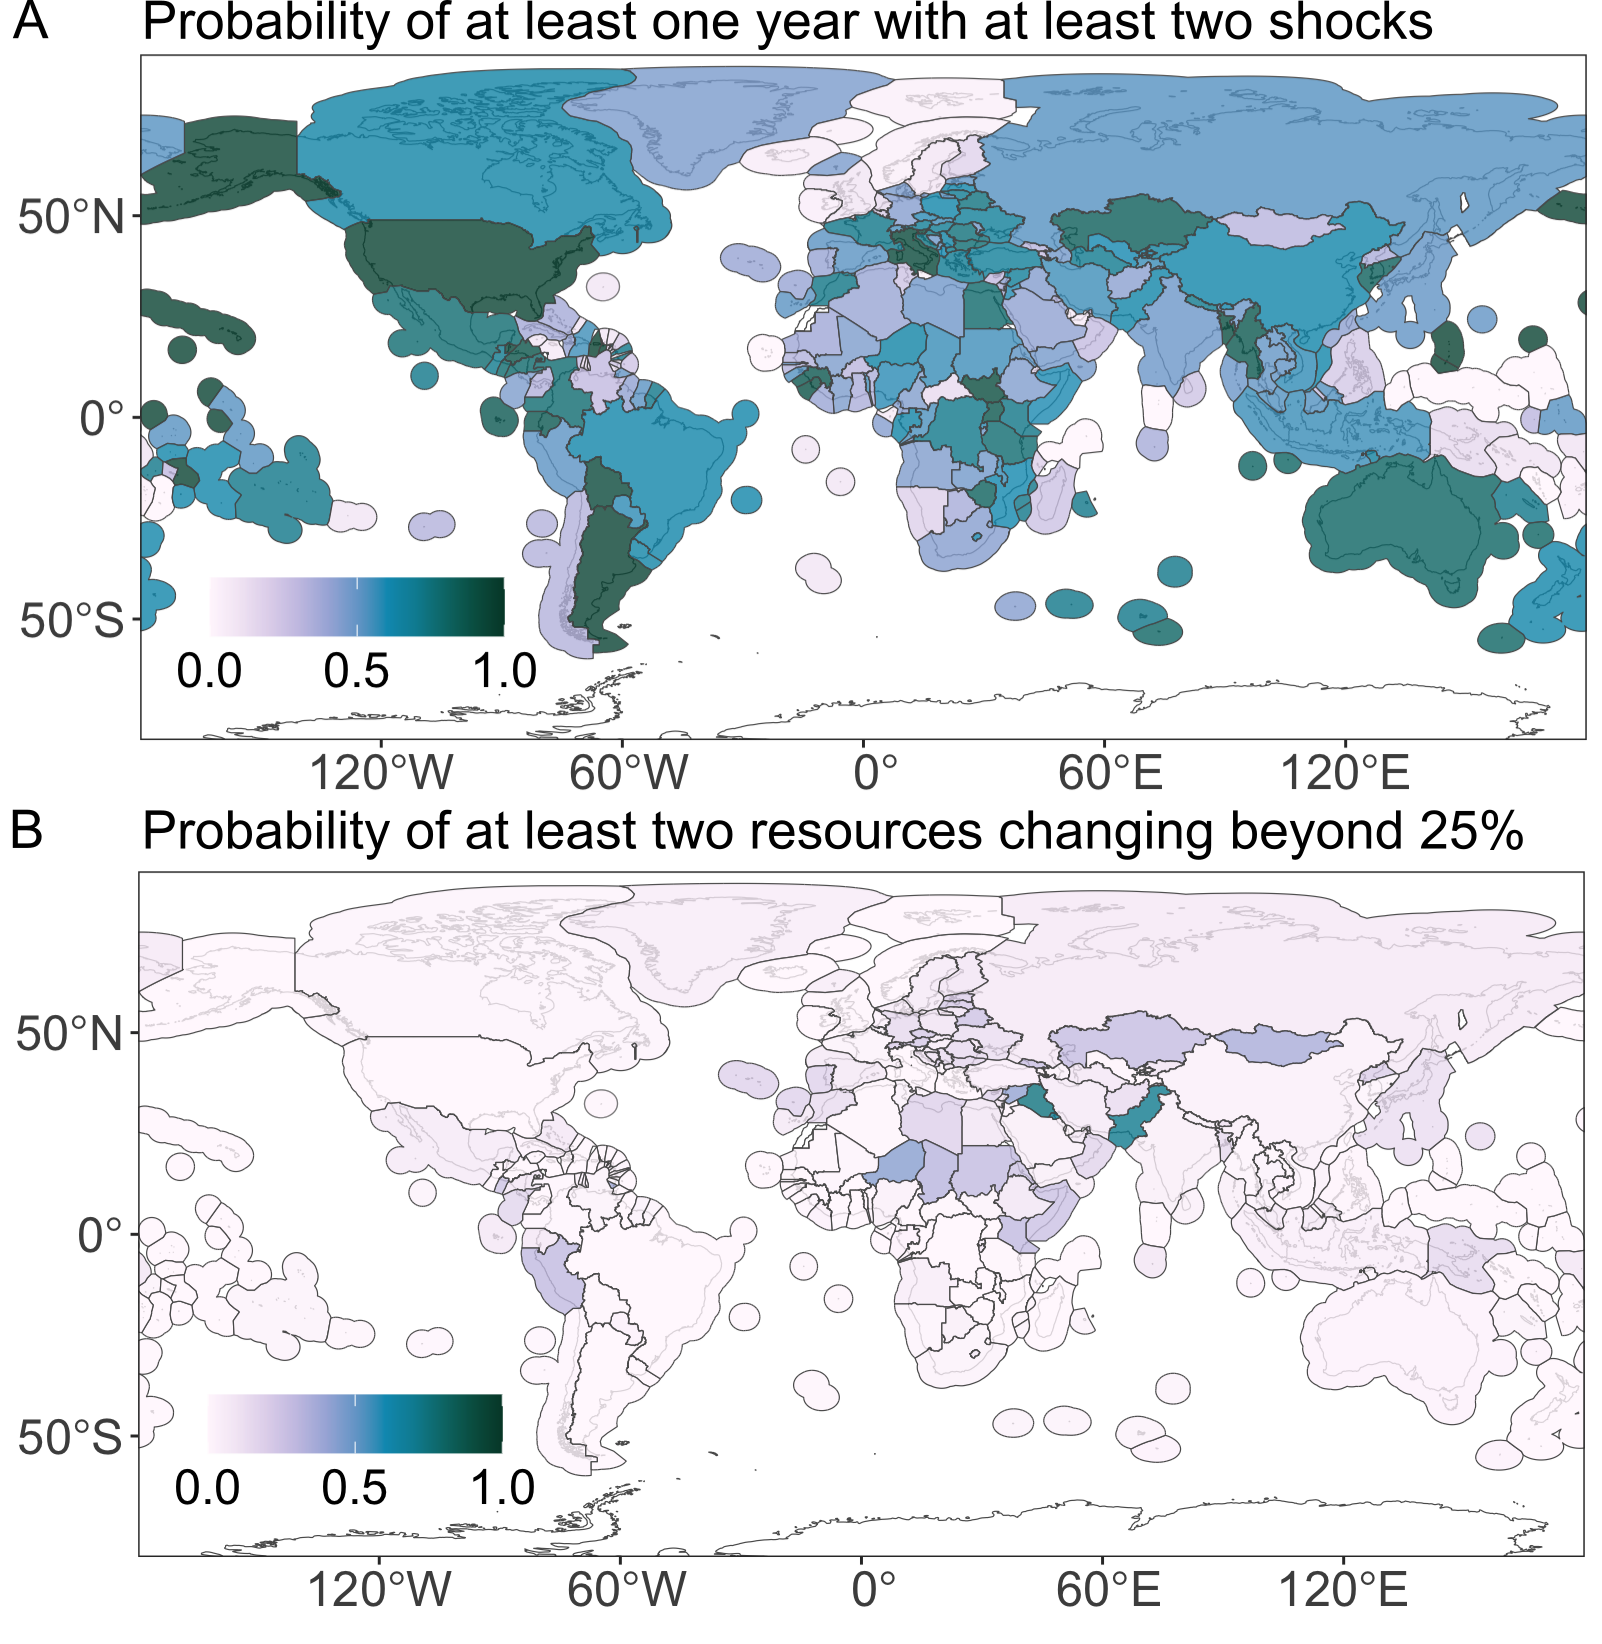 A
Probability of at least one year with at least two shocks
50°N
0°
50°S
0.0 0.5 1.0
120°W 60°W 0° 60°E 120°E
B
Probability of at least two resources changing beyond 25%
50°N
0°
50°S
0.0 0.5 1.0
120°W 60°W 0° 60°E 120°E